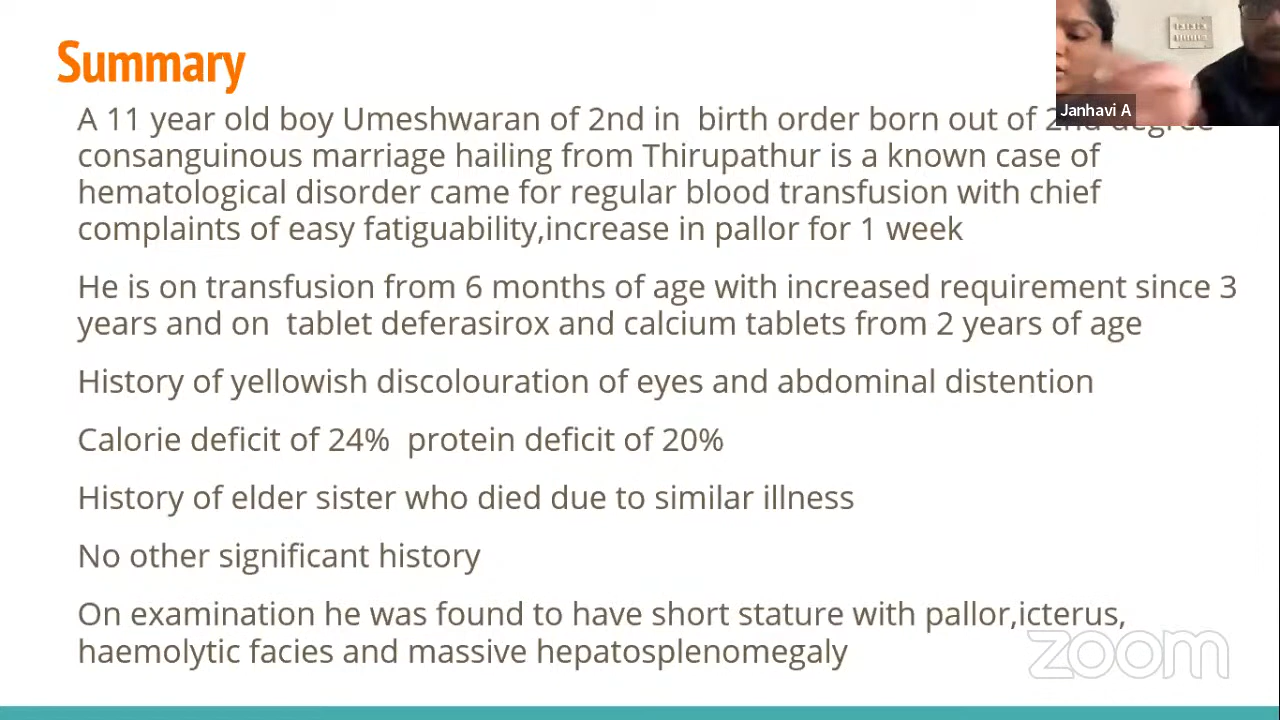 Summary
Janhavi A
A 11 year old boy Umeshwaran of 2nd in birth order born out of 2nd degree
consanguinous marriage hailing from Thirupathur is a known case of
hematological disorder came for regular blood transfusion with chief
complaints of easy fatiguability,increase in pallor for 1 week
He is on transfusion from 6 months of age with increased requirement since 3
years and on tablet deferasirox and calcium tablets from 2 years of age
History of yellowish discolouration of eyes and abdominal distention
Calorie deficit of 24% protein deficit of 20%
History of elder sister who died due to similar illness
No other significant history
On examination he was found to have short stature with pallor,icterus,
haemolytic facies and massive hepatosplenomegaly
zoom